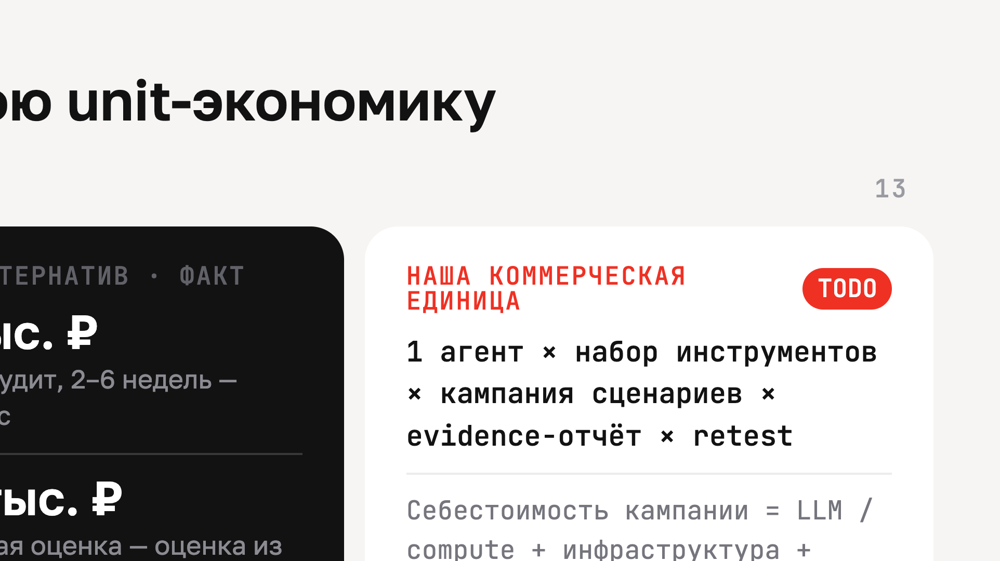 ою unit-экономику
13
ТЕРНАТИВ · ФАКТ
ыс. ₽
удит, 2–6 недель —
с
тыс. ₽
ая оценка — оценка из
НАША КОММЕРЧЕСКАЯ
ЕДИНИЦА
TODO
1 агент × набор инструментов
× кампания сценариев ×
evidence-отчёт × retest
Себестоимость кампании = LLM /
compute + инфраструктура +